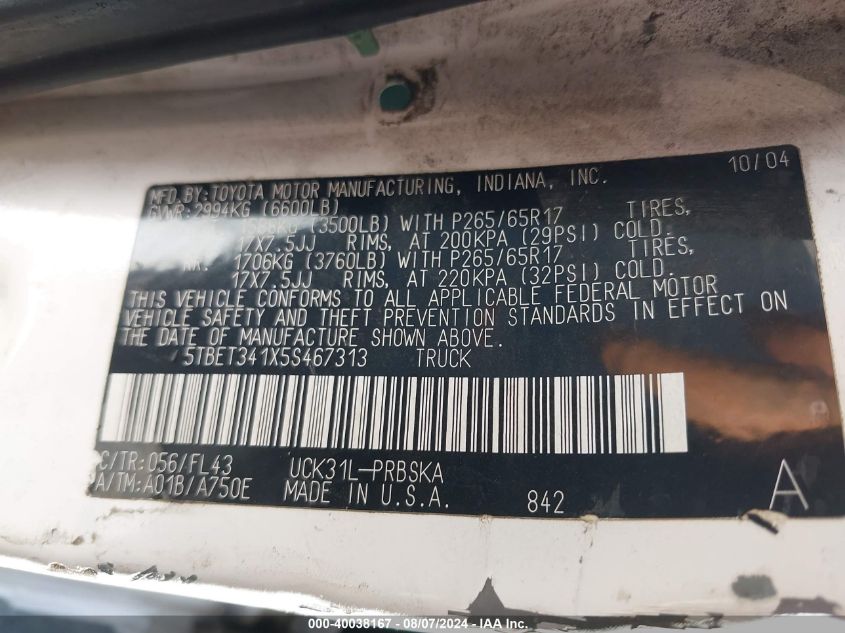 10/04
MFD.BY:TOYOTA MOTOR MANUFACTURING, INDIANA, INC.
GVWR:2994KG (6600LB)
1588KG (3500LB) WITH P265/65R17 TIRES,
17X7.5JJ RIMS, AT 200KPA (29PSI) COLD.
RR. 1706KG (3760LB) WITH P265/65R17 TIRES,
17X7.5JJ RIMS, AT 220KPA (32PSI) COLD.
THIS VEHICLE CONFORMS TO ALL APPLICABLE FEDERAL MOTOR
VEHICLE SAFETY AND THEFT PREVENTION STANDARDS IN EFFECT ON
THE DATE OF MANUFACTURE SHOWN ABOVE.
5TBET341X5S467313 TRUCK
C/TR:056/FL43 UCK31L-PRBSKA
A/TM:A01B/A750E MADE IN U.S.A. 842 A
000-40038167 - 08/07/2024 - IAA Inc.